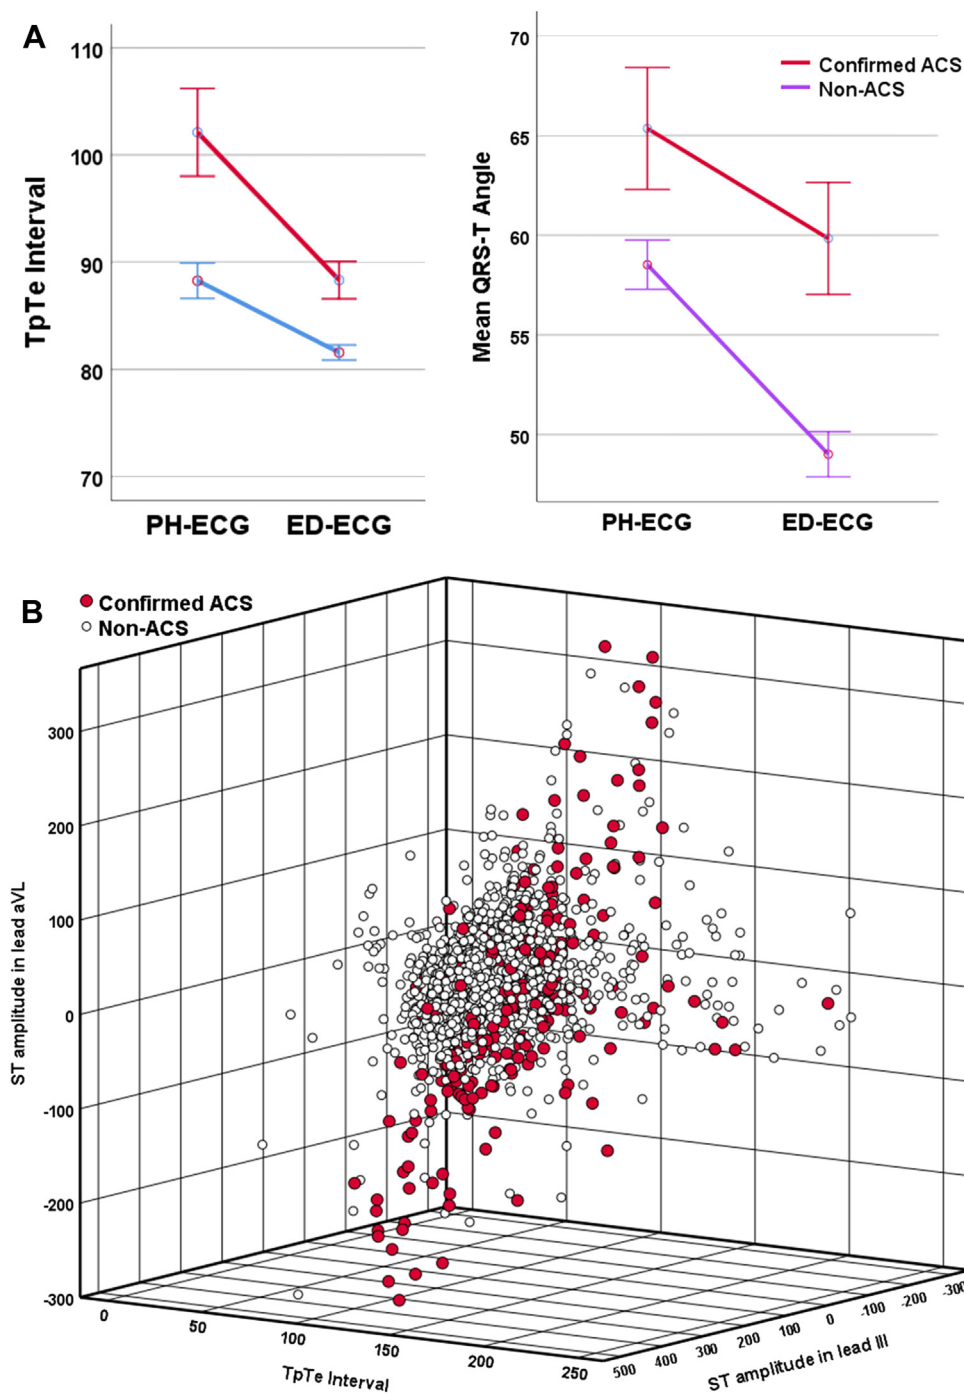 A
110
100
90
80
70
TpTe Interval
PH-ECG ED-ECG
70
65
60
55
50
Mean QRS-T Angle
Confirmed ACS
Non-ACS
PH-ECG ED-ECG
B
Confirmed ACS
Non-ACS
300
200
100
0
-100
-200
-300
ST amplitude in lead aVL
0 50 100 150 200 250
TpTe Interval
500 400 300 200 100 0 -100 -200 -300
ST amplitude in lead III